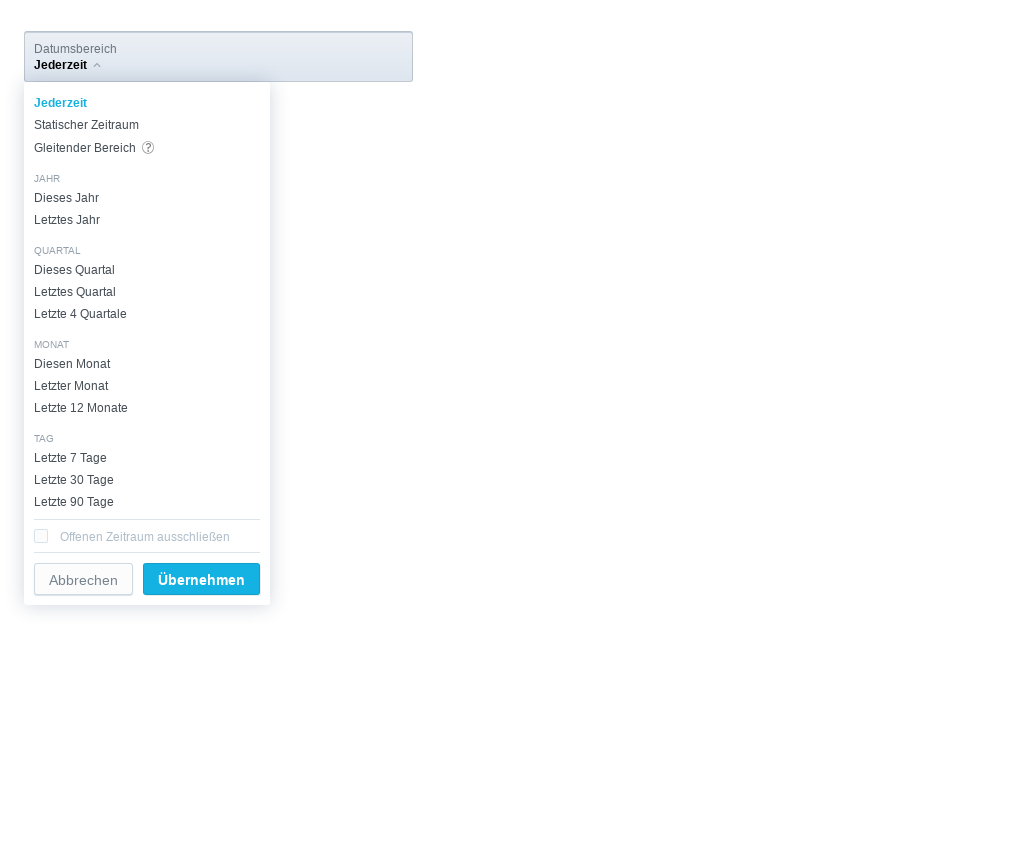 Datumsbereich
Jederzeit
Jederzeit
Statischer Zeitraum
Gleitender Bereich ?
JAHR
Dieses Jahr
Letztes Jahr
QUARTAL
Dieses Quartal
Letztes Quartal
Letzte 4 Quartale
MONAT
Diesen Monat
Letzter Monat
Letzte 12 Monate
TAG
Letzte 7 Tage
Letzte 30 Tage
Letzte 90 Tage
Offenen Zeitraum ausschließen
Abbrechen Übernehmen